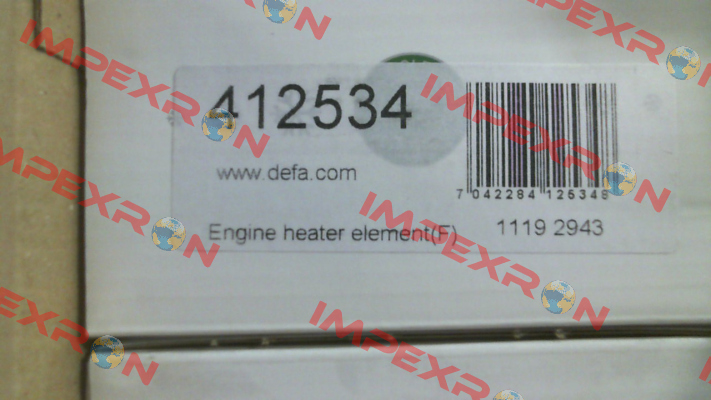 412534
www.defa.com
7 042284 125348
Engine heater element(F) 1119 2943
IMPEXRON
IMPEXRON
IMPEXRON
IMPEXRON
IMPEXRON
IMPEXRON
IMPEXRON
IMPEXRON